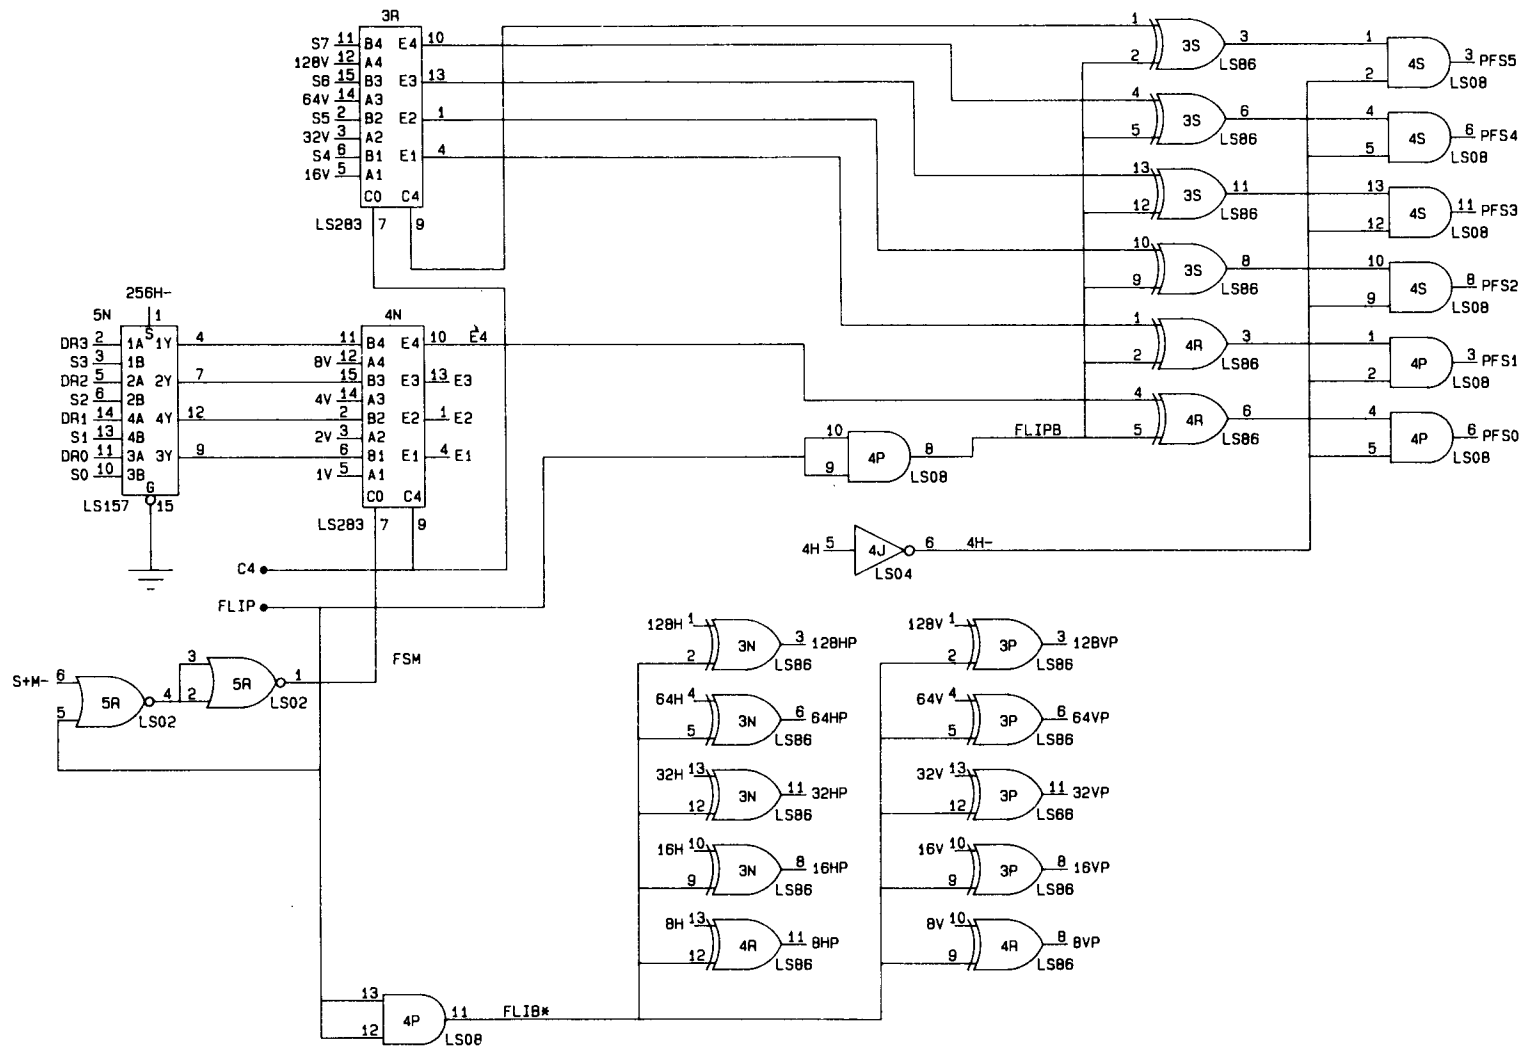 3R
S7 11 B4 E4 10
128V 12 A4
S6 15 B3 E3 13
64V 14 A3
S5 2 B2 E2 1
32V 3 A2
S4 6 B1 E1 4
16V 5 A1
C0 C4
LS283 7 9
1 3S 3
2 LS86
4 3S 6
5 LS86
13 3S 11
12 LS86
10 3S 8
9 LS86
1 4R 3
2 LS86
4 4R 6
5 LS86
1 4S 3 PFS5
2 LS08
4 4S 6 PFS4
5 LS08
13 4S 11 PFS3
12 LS08
10 4S 8 PFS2
9 LS08
1 4P 3 PFS1
2 LS08
4 4P 6 PFS0
5 LS08
256H-
5N 1
S
DR3 2 1A 1Y 4
S3 3 1B
DR2 5 2A 2Y 7
S2 6 2B
DR1 14 4A 4Y 12
S1 13 4B
DR0 11 3A 3Y 9
S0 10 3B
G
LS157 15
4N
11 B4 E4 10 E4
8V 12 A4
15 B3 E3 13 E3
4V 14 A3
2 B2 E2 1 E2
2V 3 A2
6 B1 E1 4 E1
1V 5 A1
C0 C4
LS283 7 9
10 4P 8 FLIPB
9 LS08
4H 5 4J 6 4H-
LS04
C4
FLIP
FSM
S+M- 6 5R 4
5 LS02
3 5R 1
2 LS02
128H 1 3N 3 128HP
2 LS86
64H 4 3N 6 64HP
5 LS86
32H 13 3N 11 32HP
12 LS86
16H 10 3N 8 16HP
9 LS86
8H 13 4R 11 8HP
12 LS86
128V 1 3P 3 12BVP
2 LS86
64V 4 3P 6 64VP
5 LS86
32V 13 3P 11 32VP
12 LS66
16V 10 3P 8 16VP
9 LS86
8V 10 4R 8 8VP
9 LS86
13 4P 11 FLIB*
12 LS08